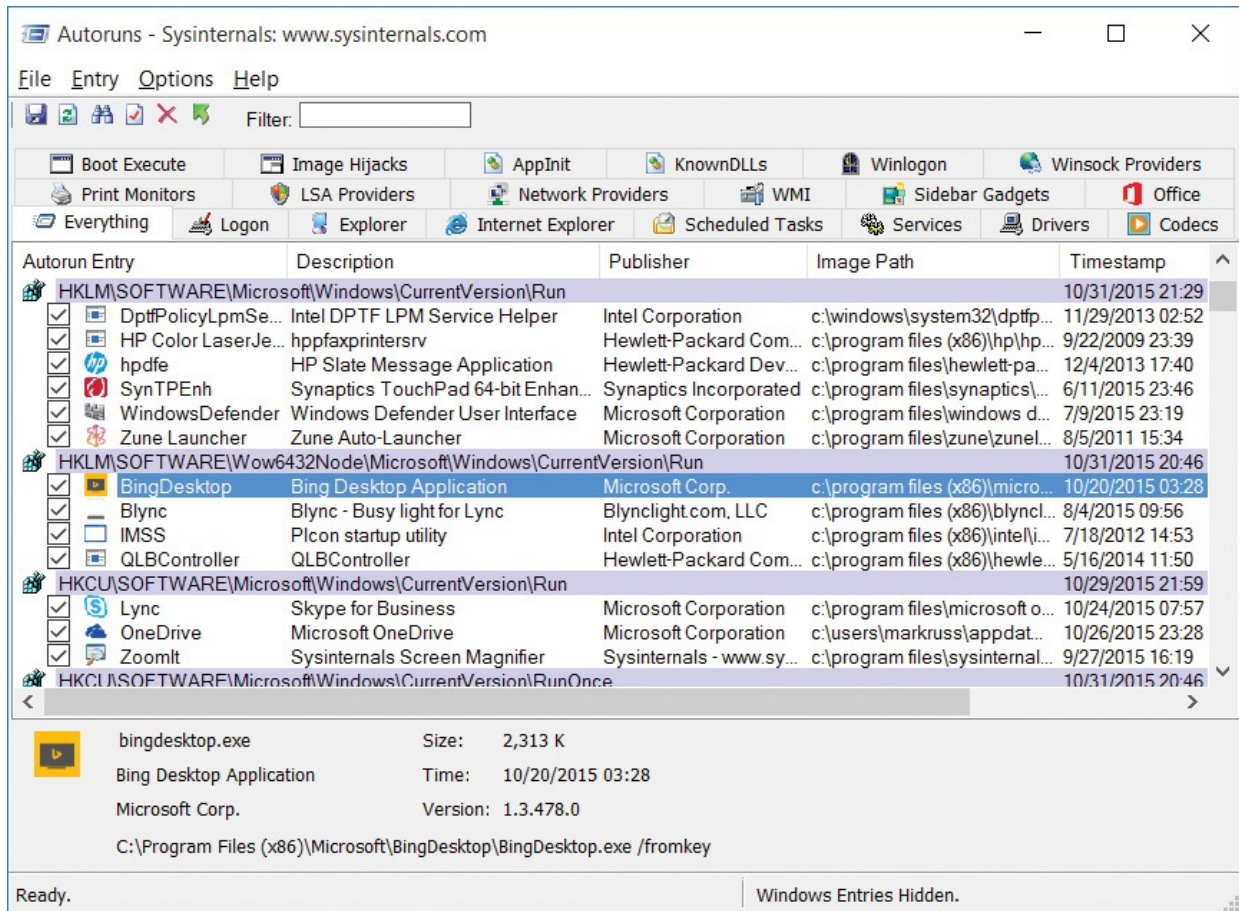 Autoruns - Sysinternals: www.sysinternals.com
File Entry Options Help
Filter:
Boot Execute Image Hijacks AppInit KnownDLLs Winlogon Winsock Providers
Print Monitors LSA Providers Network Providers WMI Sidebar Gadgets Office
Everything Logon Explorer Internet Explorer Scheduled Tasks Services Drivers Codecs
Autorun Entry Description Publisher Image Path Timestamp
HKLM\SOFTWARE\Microsoft\Windows\CurrentVersion\Run 10/31/2015 21:29
DptfPolicyLpmSe... Intel DPTF LPM Service Helper Intel Corporation c:\windows\system32\dptfp... 11/29/2013 02:52
HP Color LaserJe... hppfaxprintersrv Hewlett-Packard Com... c:\program files (x86)\hp\hp... 9/22/2009 23:39
hpdfe HP Slate Message Application Hewlett-Packard Dev... c:\program files\hewlett-pa... 12/4/2013 17:40
SynTPEnh Synaptics TouchPad 64-bit Enhan... Synaptics Incorporated c:\program files\synaptics\... 6/11/2015 23:46
WindowsDefender Windows Defender User Interface Microsoft Corporation c:\program files\windows d... 7/9/2015 23:19
Zune Launcher Zune Auto-Launcher Microsoft Corporation c:\program files\zune\zunel... 8/5/2011 15:34
HKLM\SOFTWARE\Wow6432Node\Microsoft\Windows\CurrentVersion\Run 10/31/2015 20:46
BingDesktop Bing Desktop Application Microsoft Corp. c:\program files (x86)\micro... 10/20/2015 03:28
Blync Blync - Busy light for Lync Blynclight.com, LLC c:\program files (x86)\blyncl... 8/4/2015 09:56
IMSS PIcon startup utility Intel Corporation c:\program files (x86)\intel\i... 7/18/2012 14:53
QLBController QLBController Hewlett-Packard Com... c:\program files (x86)\hewle... 5/16/2014 11:50
HKCU\SOFTWARE\Microsoft\Windows\CurrentVersion\Run 10/29/2015 21:59
Lync Skype for Business Microsoft Corporation c:\program files\microsoft o... 10/24/2015 07:57
OneDrive Microsoft OneDrive Microsoft Corporation c:\users\markruss\appdat... 10/26/2015 23:28
ZoomIt Sysinternals Screen Magnifier Sysinternals - www.sy... c:\program files\sysinternal... 9/27/2015 16:19
HKCU\SOFTWARE\Microsoft\Windows\CurrentVersion\RunOnce 10/31/2015 20:46
bingdesktop.exe Size: 2,313 K
Bing Desktop Application Time: 10/20/2015 03:28
Microsoft Corp. Version: 1.3.478.0
C:\Program Files (x86)\Microsoft\BingDesktop\BingDesktop.exe /fromkey
Ready. Windows Entries Hidden.